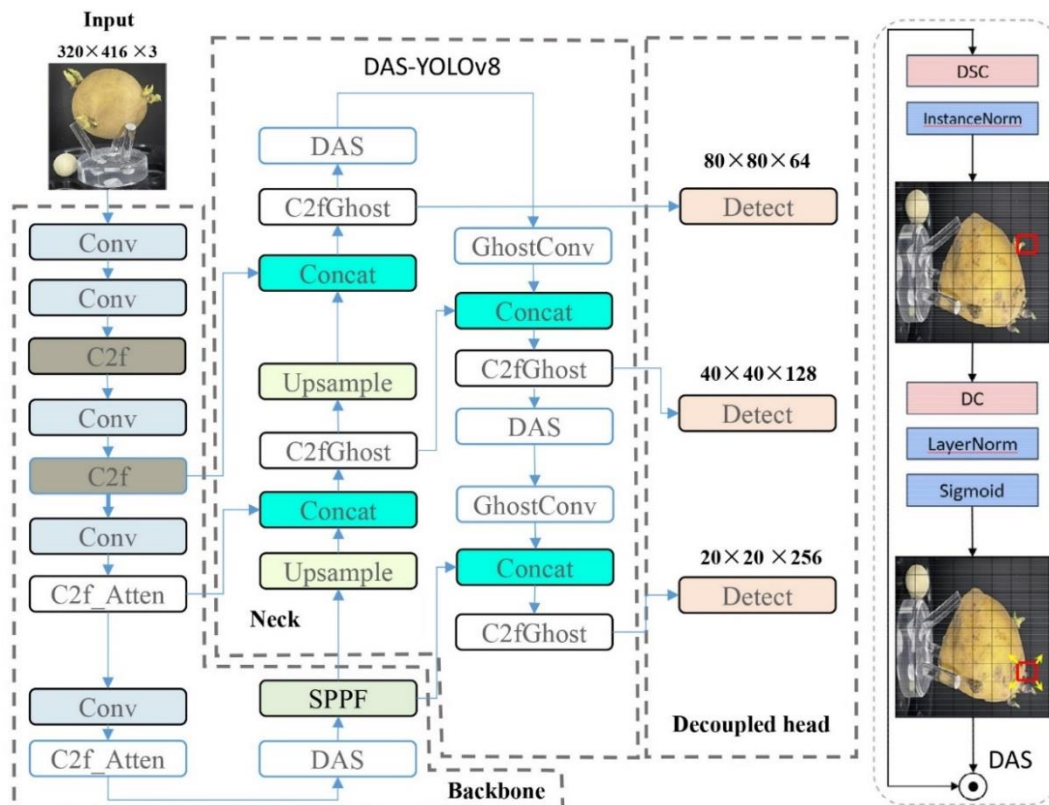 Input
320×416×3
Conv
Conv
C2f
Conv
C2f
Conv
C2f_Atten
Conv
C2f_Atten
DAS-YOLOv8
DAS
C2fGhost
Concat
Upsample
C2fGhost
Concat
Upsample
Neck
SPPF
DAS
Backbone
GhostConv
Concat
C2fGhost
DAS
GhostConv
Concat
C2fGhost
80×80×64
Detect
40×40×128
Detect
20×20×256
Detect
Decoupled head
DSC
InstanceNorm
DC
LayerNorm
Sigmoid
DAS